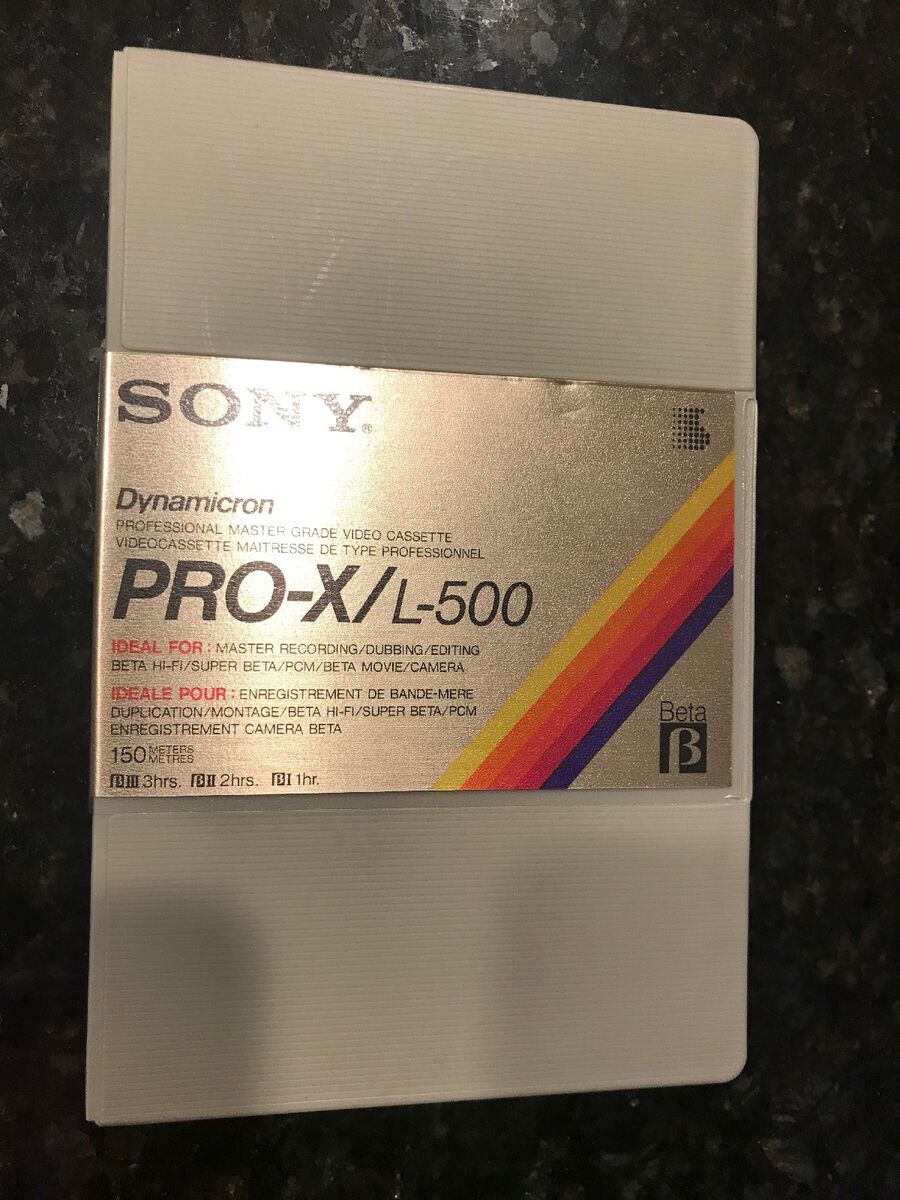 SONY®
Dynamicron
PROFESSIONAL MASTER GRADE VIDEO CASSETTE
VIDEOCASSETTE MAITRESSE DE TYPE PROFESSIONNEL
PRO-X/L-500
IDEAL FOR : MASTER RECORDING/DUBBING/EDITING
BETA HI-Fi/SUPER BETA/PCM/BETA MOVIE/CAMERA
IDEALE POUR : ENREGISTREMENT DE BANDE-MERE
DUPLICATION/MONTAGE/BETA HI-FI/SUPER BETA/PCM
ENREGISTREMENT CAMERA BETA
150 METERS
METRES
βIII 3hrs. βII 2hrs. βI 1hr.
Beta
β